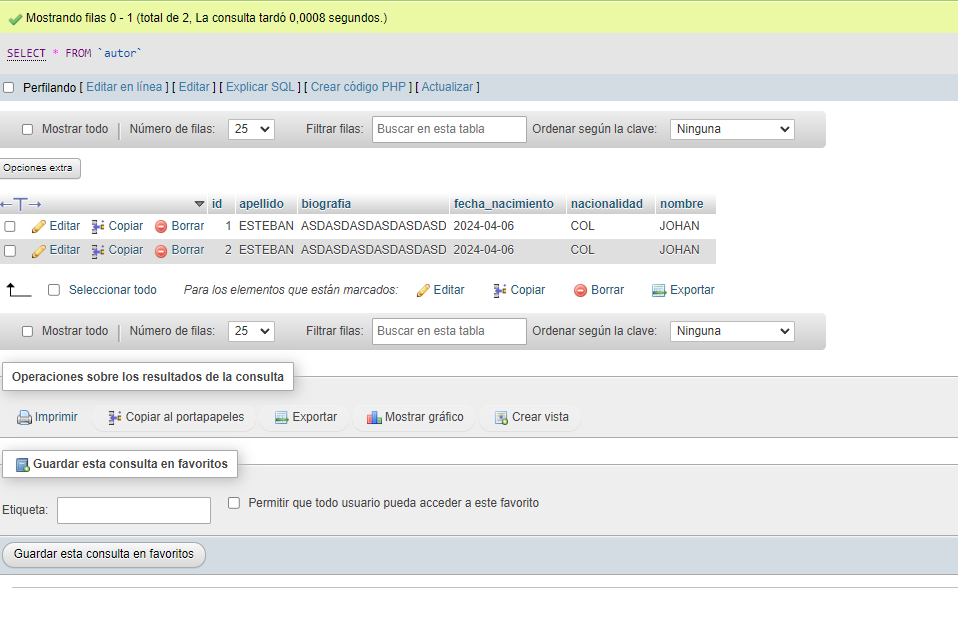 Mostrando filas 0 - 1 (total de 2, La consulta tardó 0,0008 segundos.)
SELECT * FROM `autor`
Perfilando [ Editar en línea ] [ Editar ] [ Explicar SQL ] [ Crear código PHP ] [ Actualizar ]
Mostrar todo | Número de filas: 25 Filtrar filas: Buscar en esta tabla Ordenar según la clave: Ninguna
Opciones extra
←T→ id apellido biografia fecha_nacimiento nacionalidad nombre
Editar Copiar Borrar 1 ESTEBAN ASDASDASDASDASDASD 2024-04-06 COL JOHAN
Editar Copiar Borrar 2 ESTEBAN ASDASDASDASDASDASD 2024-04-06 COL JOHAN
Seleccionar todo Para los elementos que están marcados: Editar Copiar Borrar Exportar
Mostrar todo | Número de filas: 25 Filtrar filas: Buscar en esta tabla Ordenar según la clave: Ninguna
Operaciones sobre los resultados de la consulta
Imprimir Copiar al portapapeles Exportar Mostrar gráfico Crear vista
Guardar esta consulta en favoritos
Etiqueta: Permitir que todo usuario pueda acceder a este favorito
Guardar esta consulta en favoritos